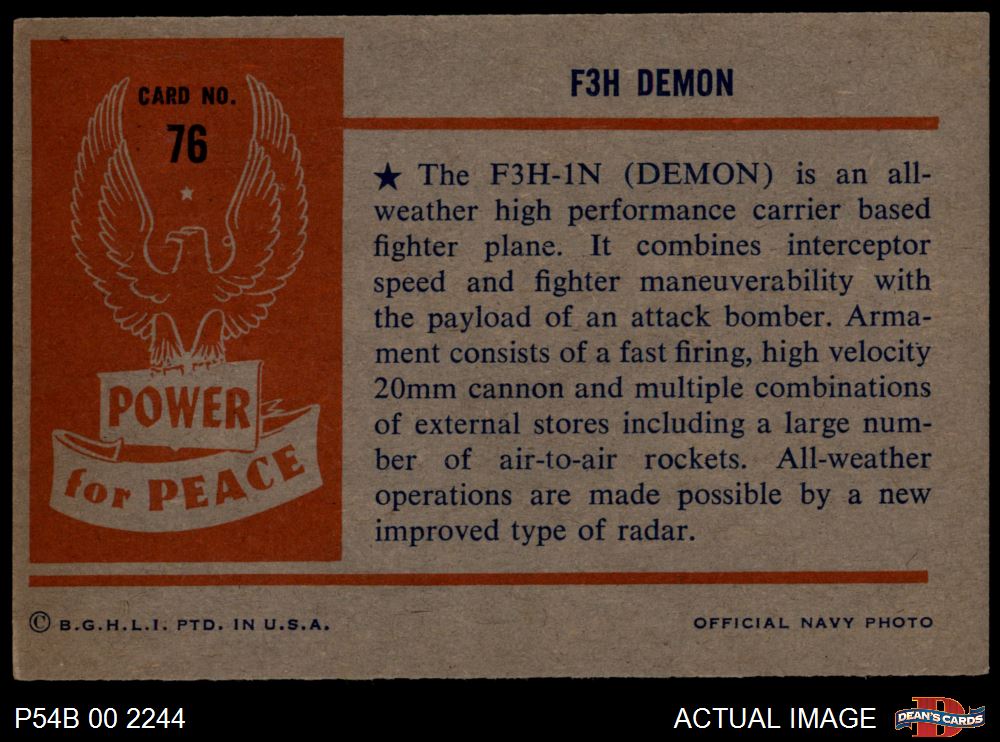 CARD NO.
76
POWER
for PEACE
F3H DEMON
★ The F3H-1N (DEMON) is an all-
weather high performance carrier based
fighter plane. It combines interceptor
speed and fighter maneuverability with
the payload of an attack bomber. Arma-
ment consists of a fast firing, high velocity
20mm cannon and multiple combinations
of external stores including a large num-
ber of air-to-air rockets. All-weather
operations are made possible by a new
improved type of radar.
© B.G.H.L.I. PTD. IN U.S.A.
OFFICIAL NAVY PHOTO
P54B 00 2244
ACTUAL IMAGE
D
DEAN'S CARDS